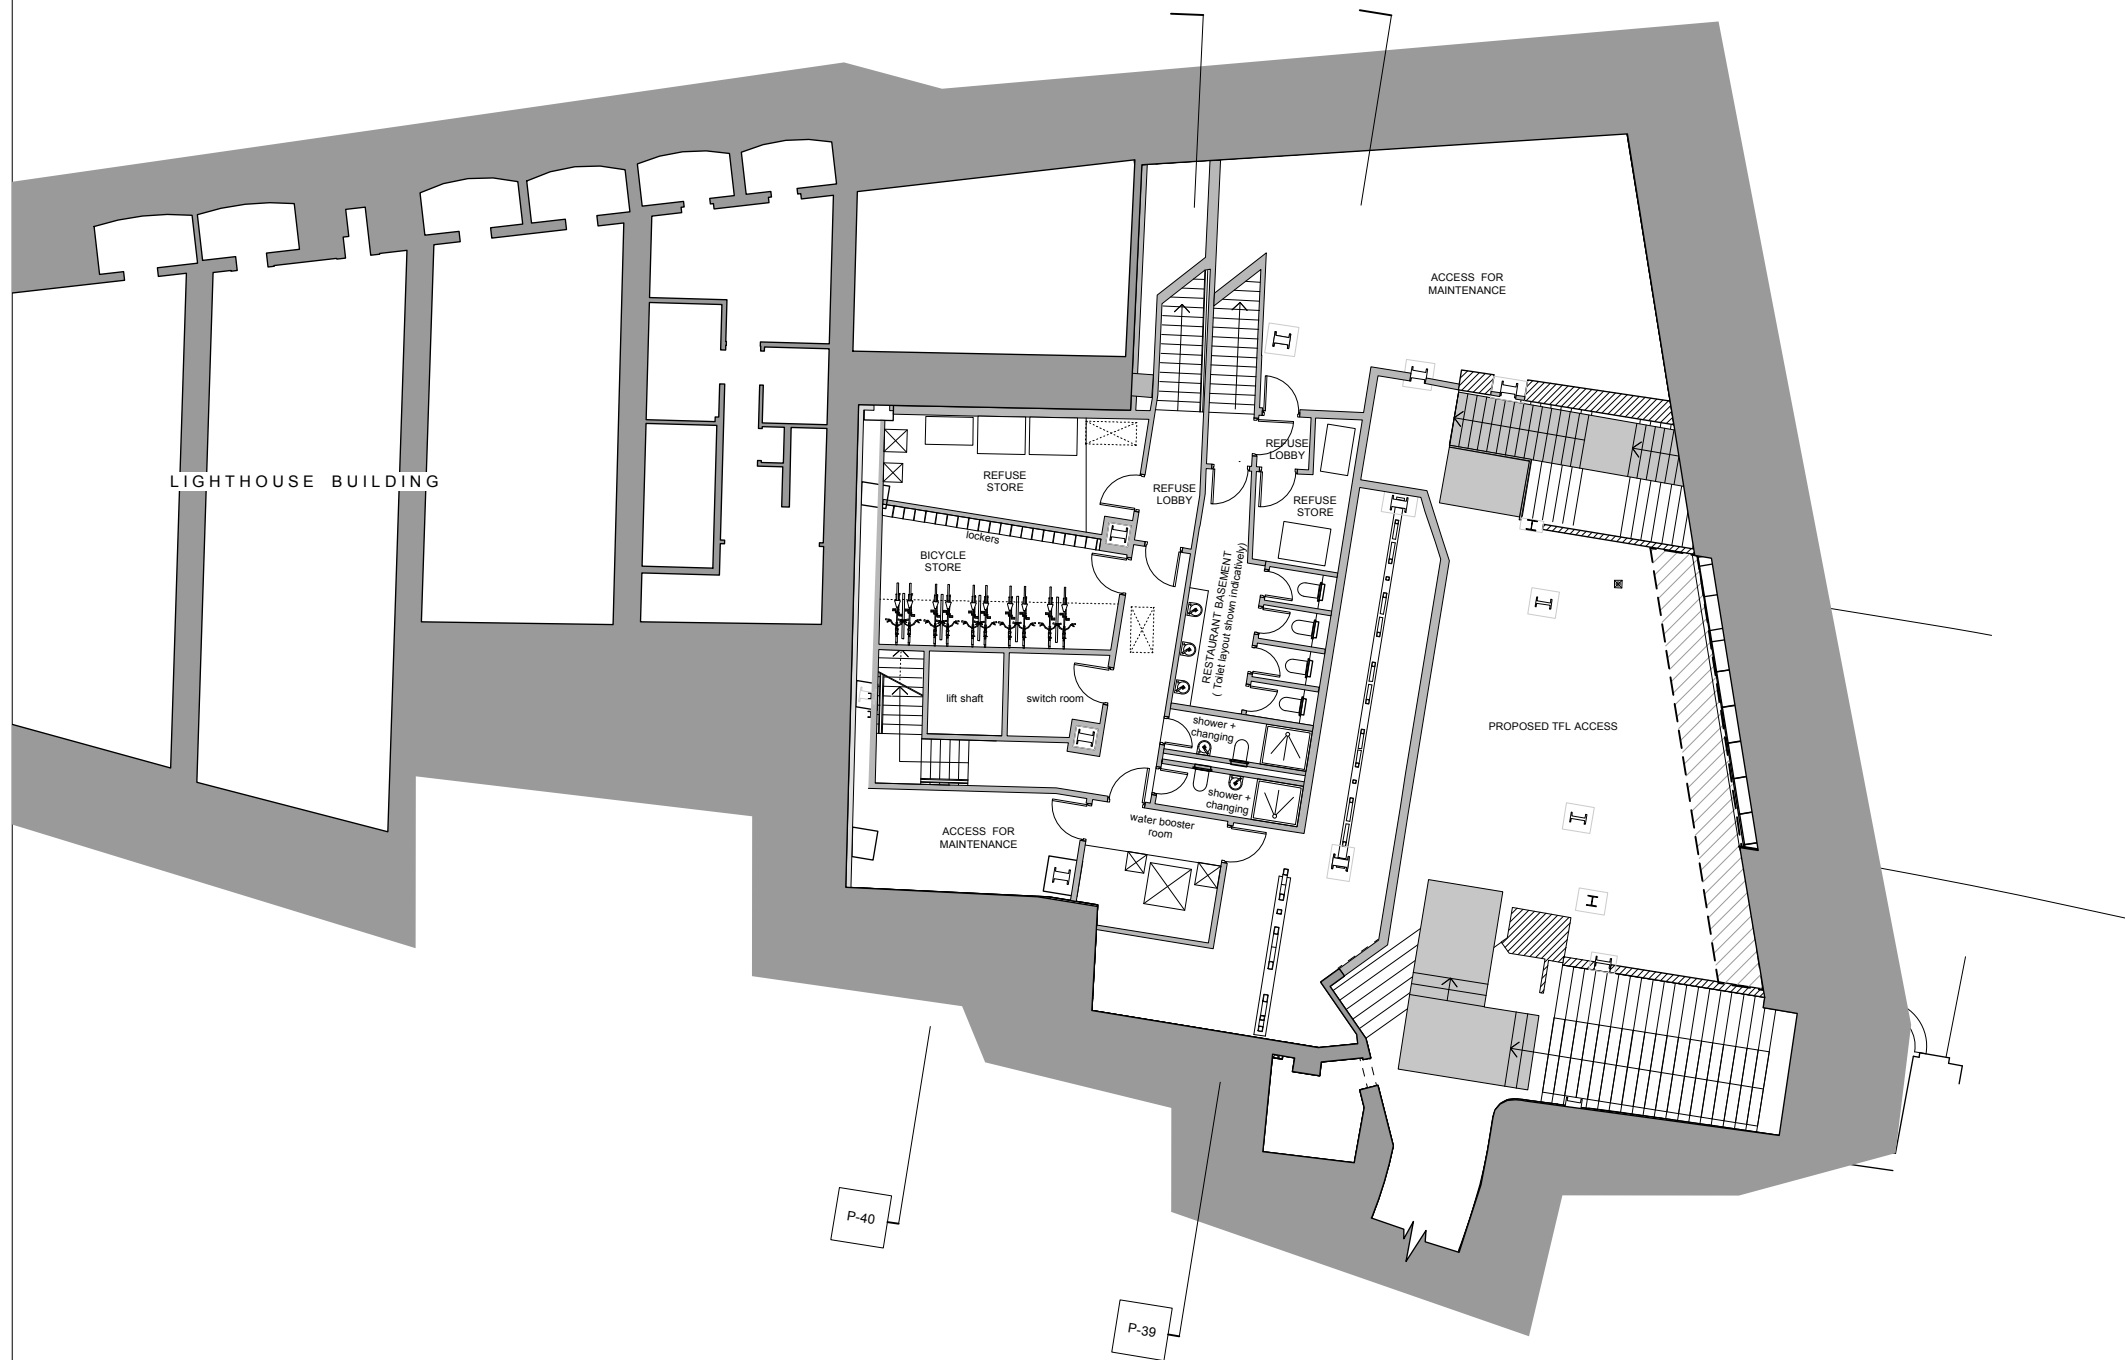 ACCESS FOR
MAINTENANCE
REFUSE
LOBBY
LIGHTHOUSE BUILDING
REFUSE
STORE
REFUSE
LOBBY
REFUSE
STORE
lockers
BICYCLE
STORE
RESTAURANT BASEMENT
( Toilet layout shown indicatively)
lift shaft
switch room
shower +
changing
PROPOSED TFL ACCESS
shower +
changing
water booster
room
ACCESS FOR
MAINTENANCE
P-40
P-39